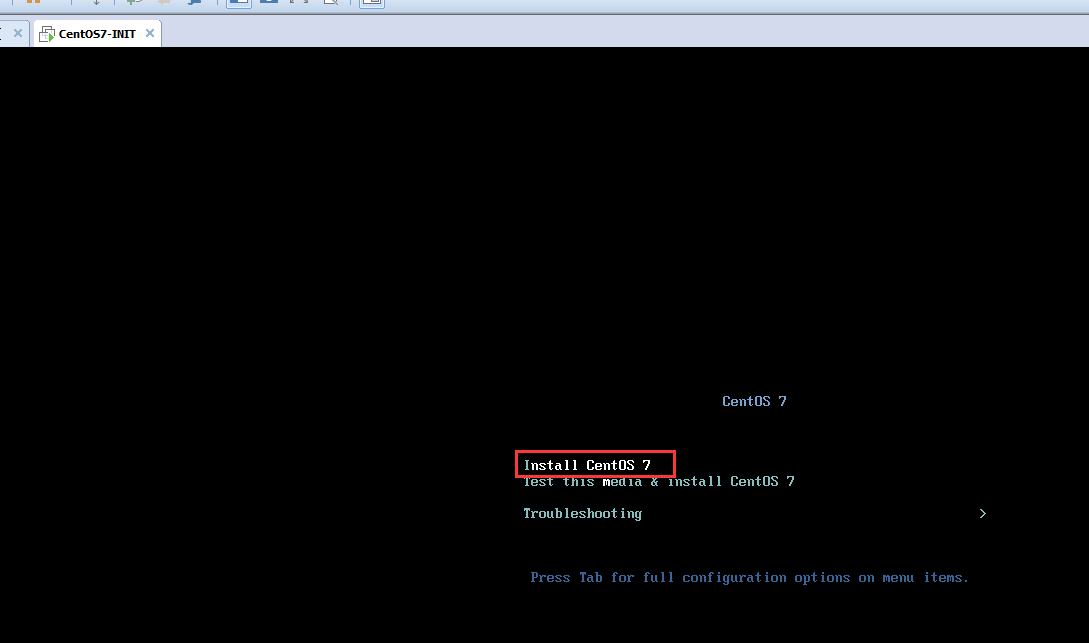 CentOS7-INIT
CentOS 7
Install CentOS 7
Test this media & install CentOS 7
Troubleshooting >
Press Tab for full configuration options on menu items.